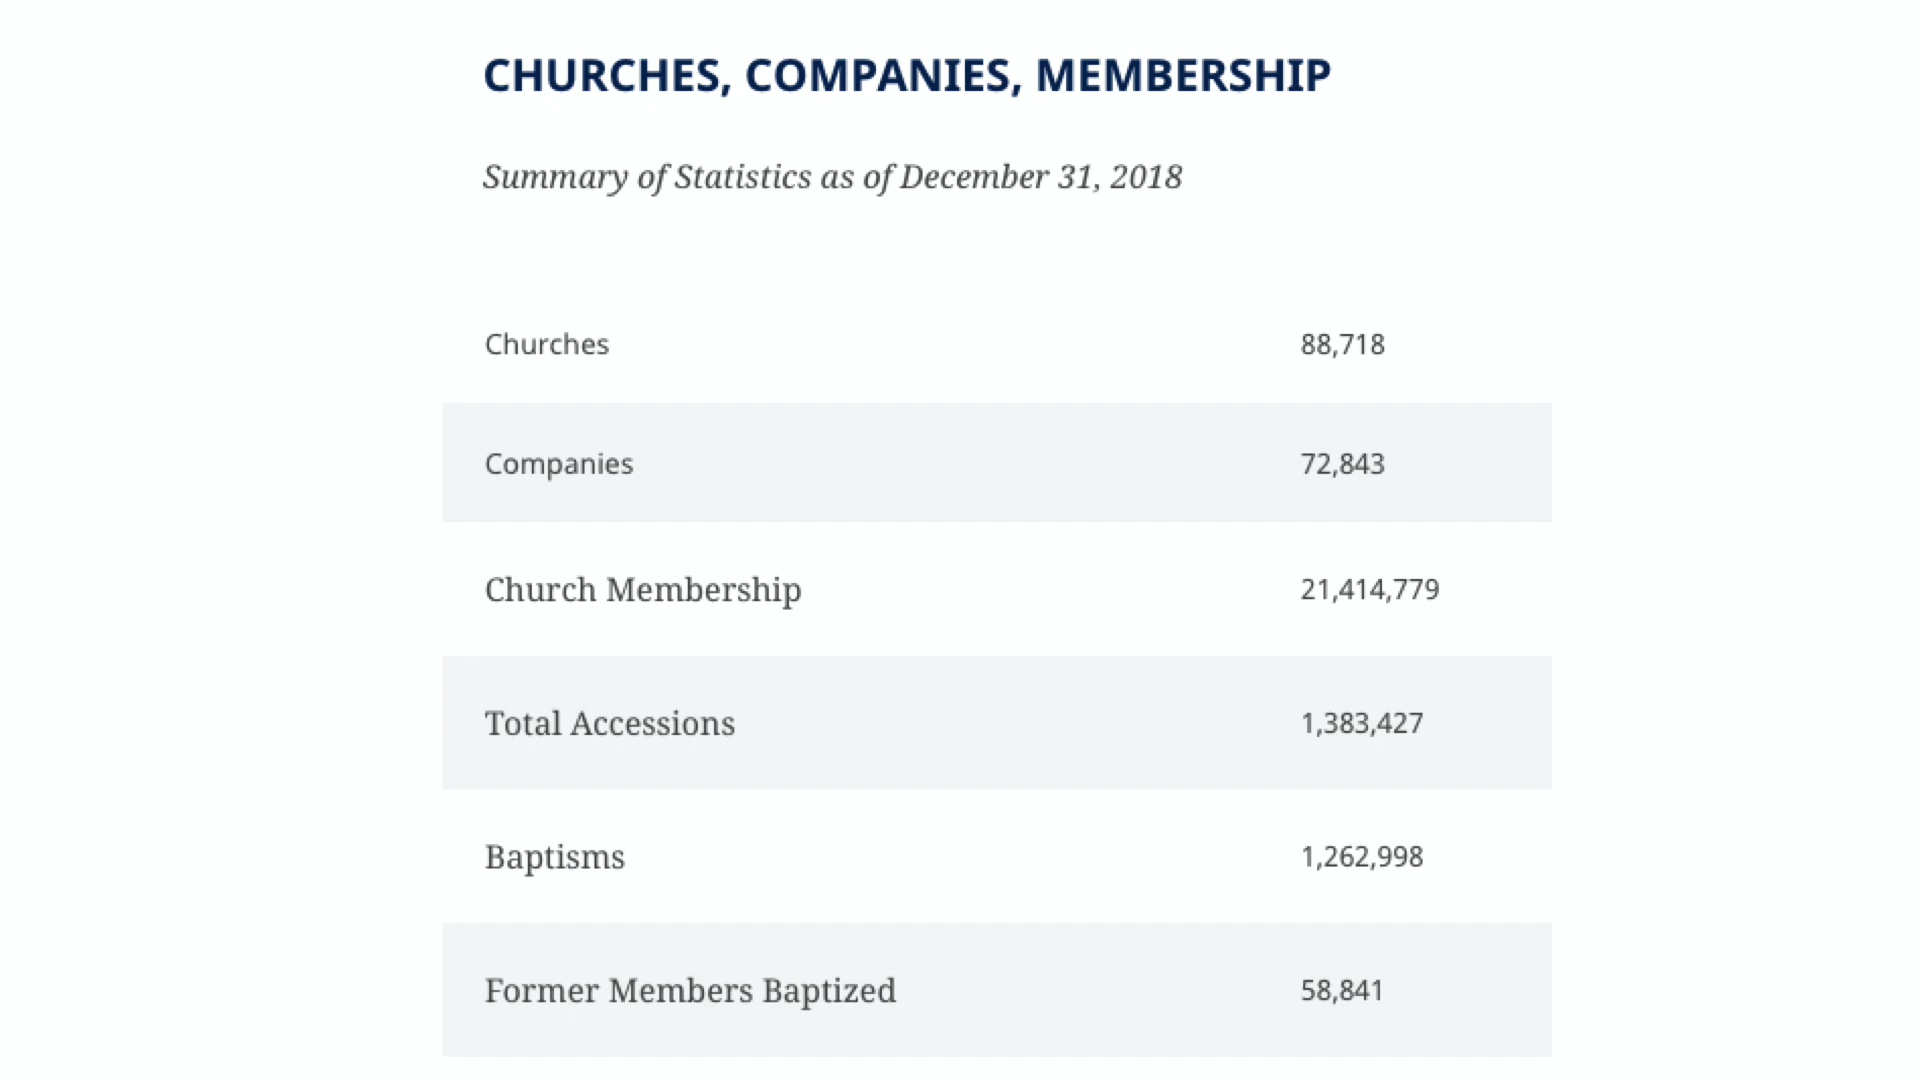 CHURCHES, COMPANIES, MEMBERSHIP
Summary of Statistics as of December 31, 2018
Churches 88,718
Companies 72,843
Church Membership 21,414,779
Total Accessions 1,383,427
Baptisms 1,262,998
Former Members Baptized 58,841